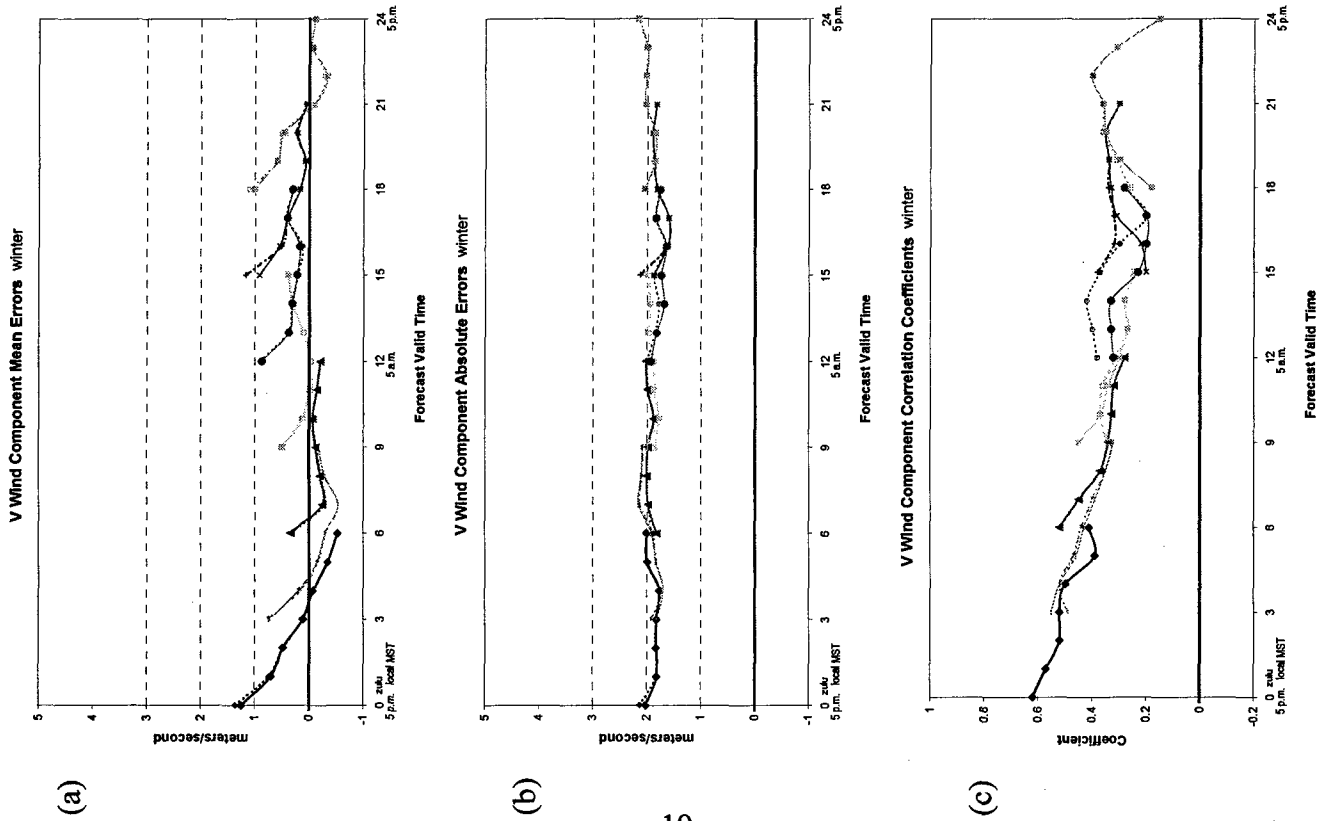 (a)
V Wind Component Mean Errors winter
meters/second
5
4
3
2
1
0
-1
0 zulu
3
6
9
12
15
18
21
24
5 p.m. local MST
5 a.m.
5 p.m.
Forecast Valid Time
(b)
V Wind Component Absolute Errors winter
meters/second
5
4
3
2
1
0
-1
0 zulu
3
6
9
12
15
18
21
24
5 p.m. local MST
5 a.m.
5 p.m.
Forecast Valid Time
(c)
V Wind Component Correlation Coefficients winter
Coefficient
1
0.8
0.6
0.4
0.2
0
-0.2
0 zulu
3
6
9
12
15
18
21
24
5 p.m. local MST
5 a.m.
5 p.m.
Forecast Valid Time